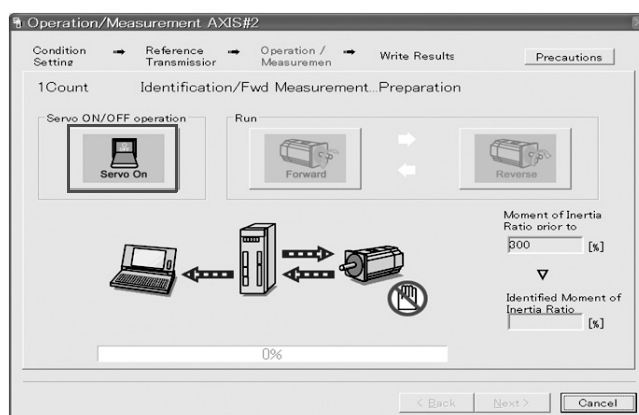 Operation/Measurement AXIS#2
Condition Setting
Reference Transmissior
Operation / Measuremen
Write Results
Precautions
1Count Identification/Fwd Measurement...Preparation
Servo ON/OFF operation
Servo On
Run
Forward
Reverse
Moment of Inertia
Ratio prior to
300 [%]
Identified Moment of
Inertia Ratio
[%]
0%
< Back
Next >
Cancel